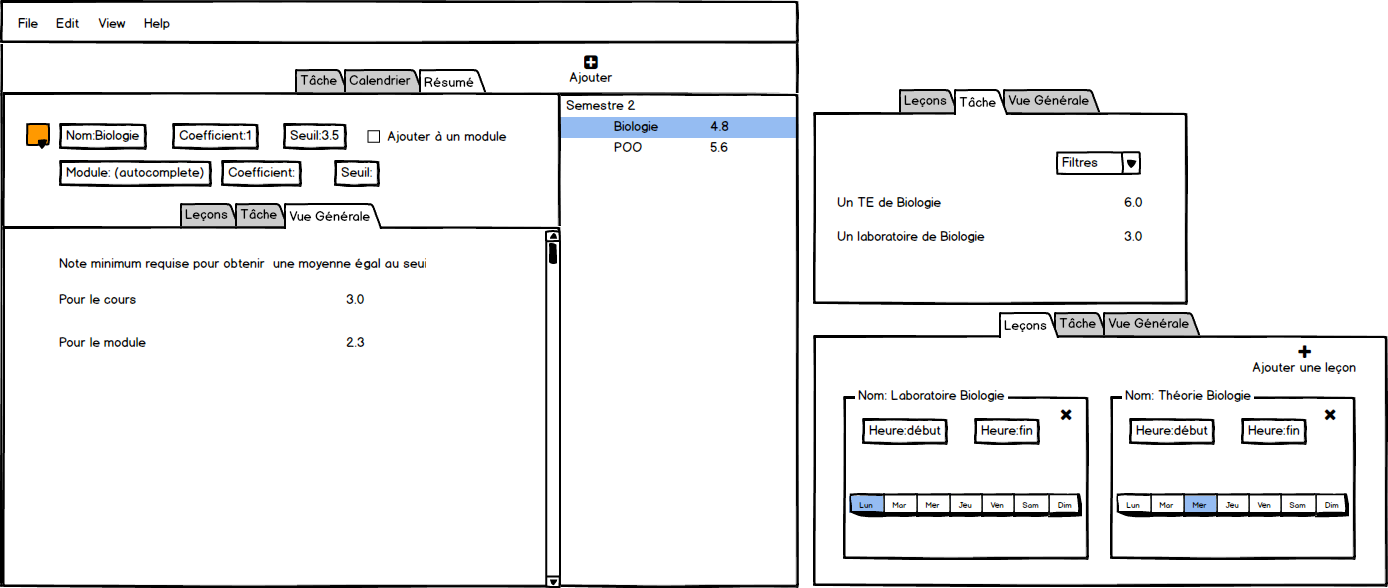 File Edit View Help
Ajouter
Tâche Calendrier Résumé
Nom:Biologie Coefficient:1 Seuil:3.5 Ajouter à un module
Module: (autocomplete) Coefficient: Seuil:
Leçons Tâche Vue Générale
Note minimum requise pour obtenir une moyenne égal au seui
Pour le cours 3.0
Pour le module 2.3
Semestre 2
Biologie 4.8
POO 5.6
Leçons Tâche Vue Générale
Filtres
Un TE de Biologie 6.0
Un laboratoire de Biologie 3.0
Leçons Tâche Vue Générale
Ajouter une leçon
Nom: Laboratoire Biologie
Heure:début Heure:fin
Lun Mar Mer Jeu Ven Sam Dim
Nom: Théorie Biologie
Heure:début Heure:fin
Lun Mar Mer Jeu Ven Sam Dim